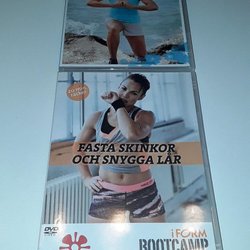 FASTA SKINKOR
OCH SNYGGA LÅR
DVD
iFORM
BOOTCAMP